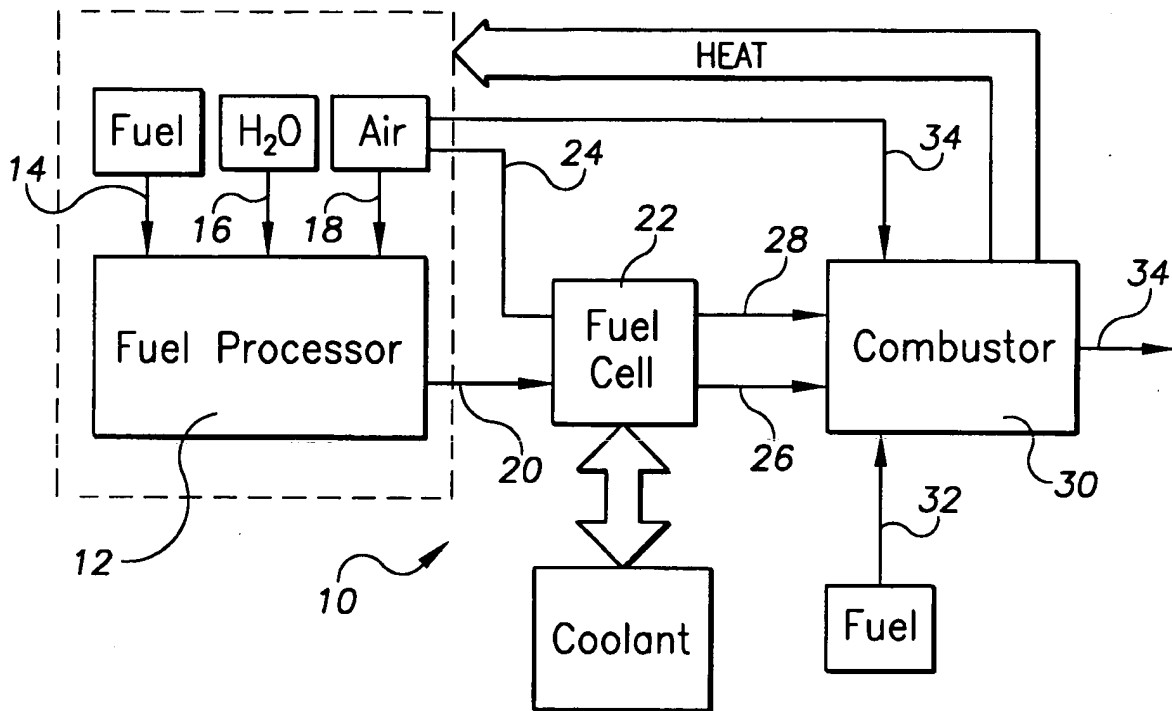 HEAT
Fuel
H₂O
Air
14
16
18
24
34
22
28
Fuel Processor
Fuel
Cell
Combustor
34
20
26
30
12
10
32
Coolant
Fuel